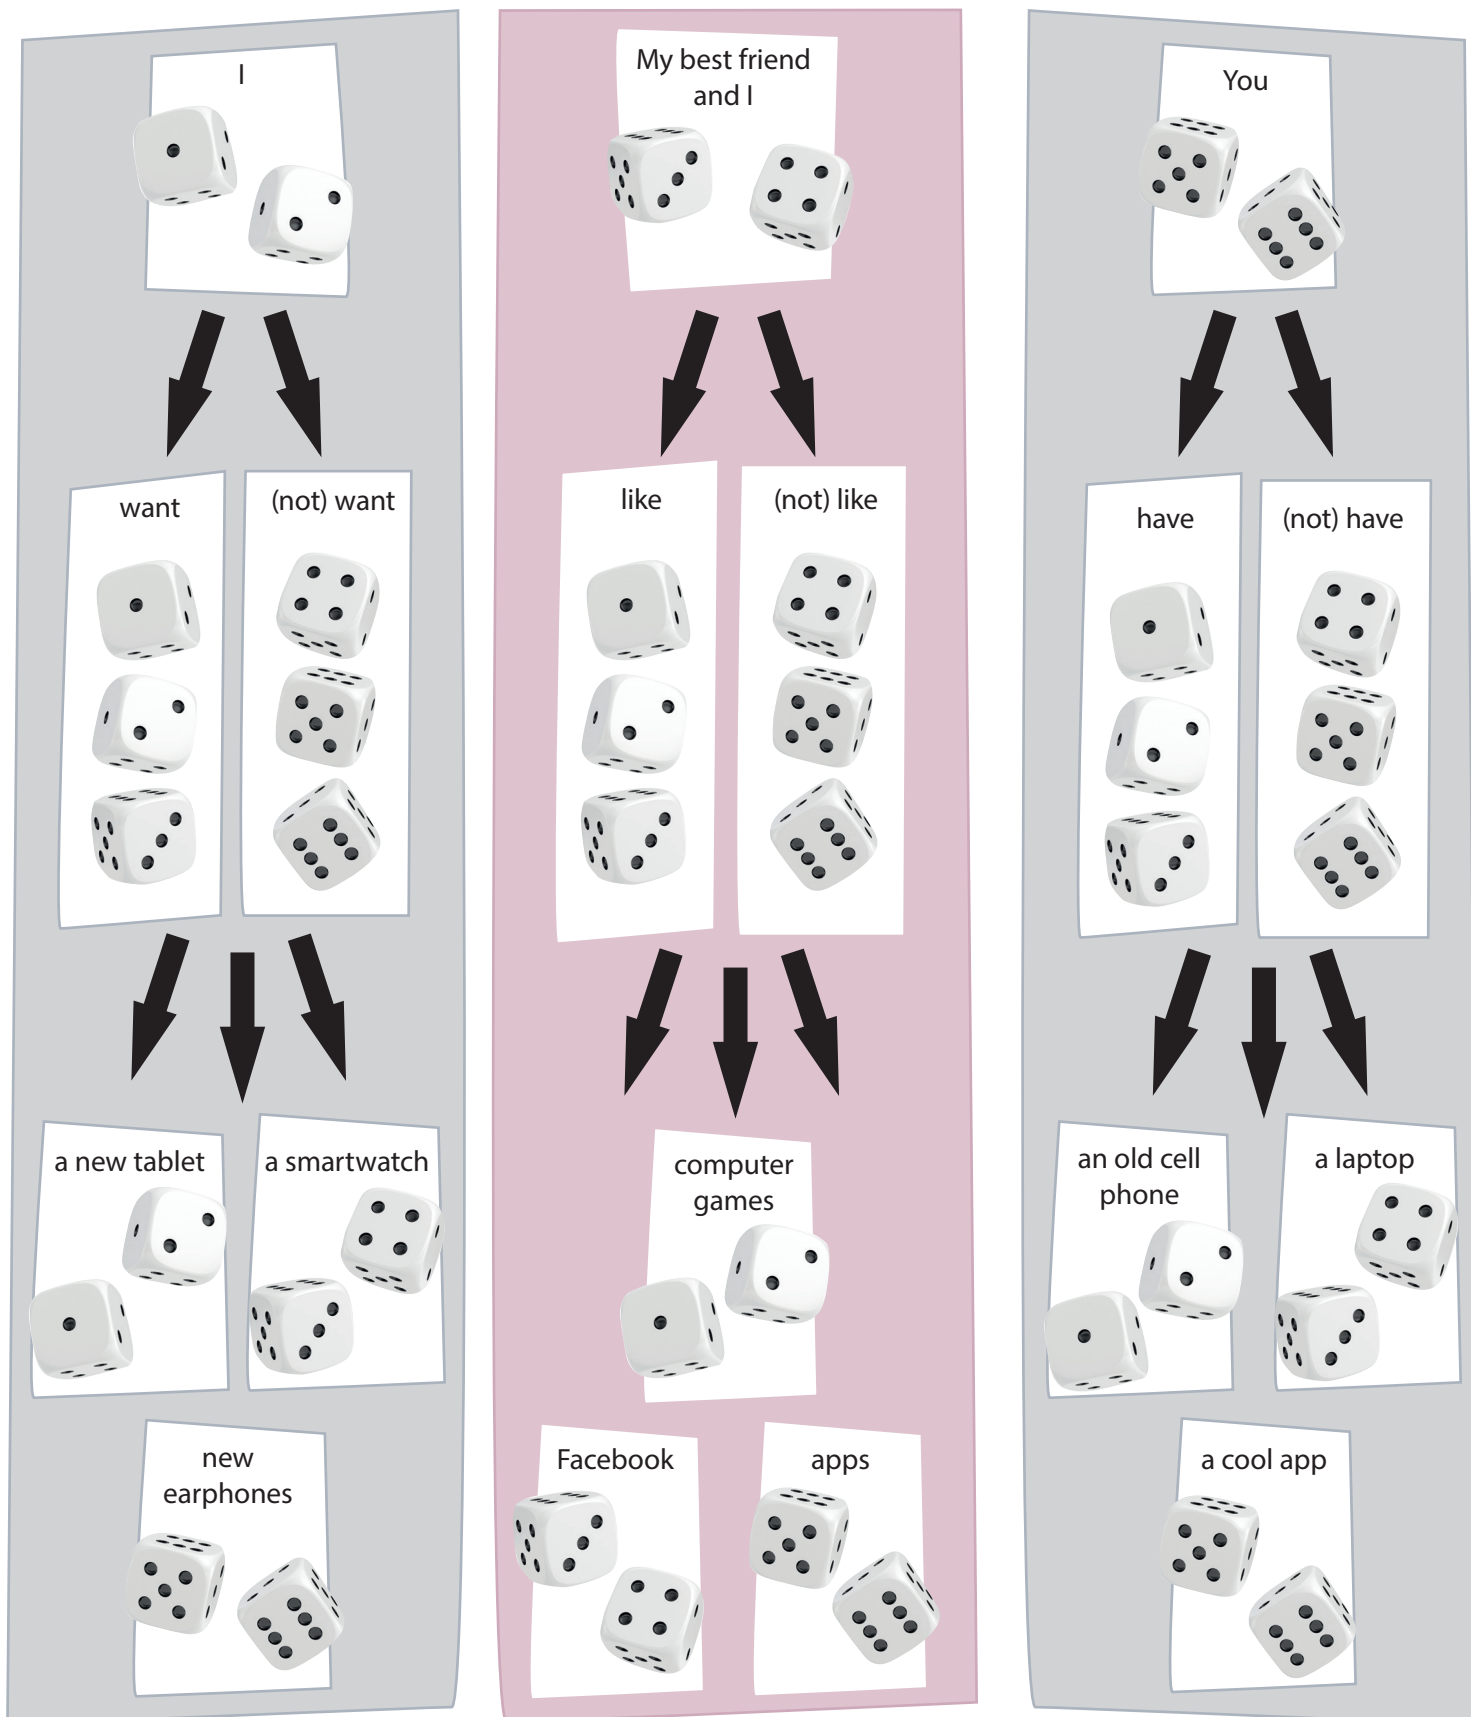 I
My best friend
and I
You
want
(not) want
like
(not) like
have
(not) have
a new tablet
a smartwatch
computer
games
an old cell
phone
a laptop
new
earphones
Facebook
apps
a cool app